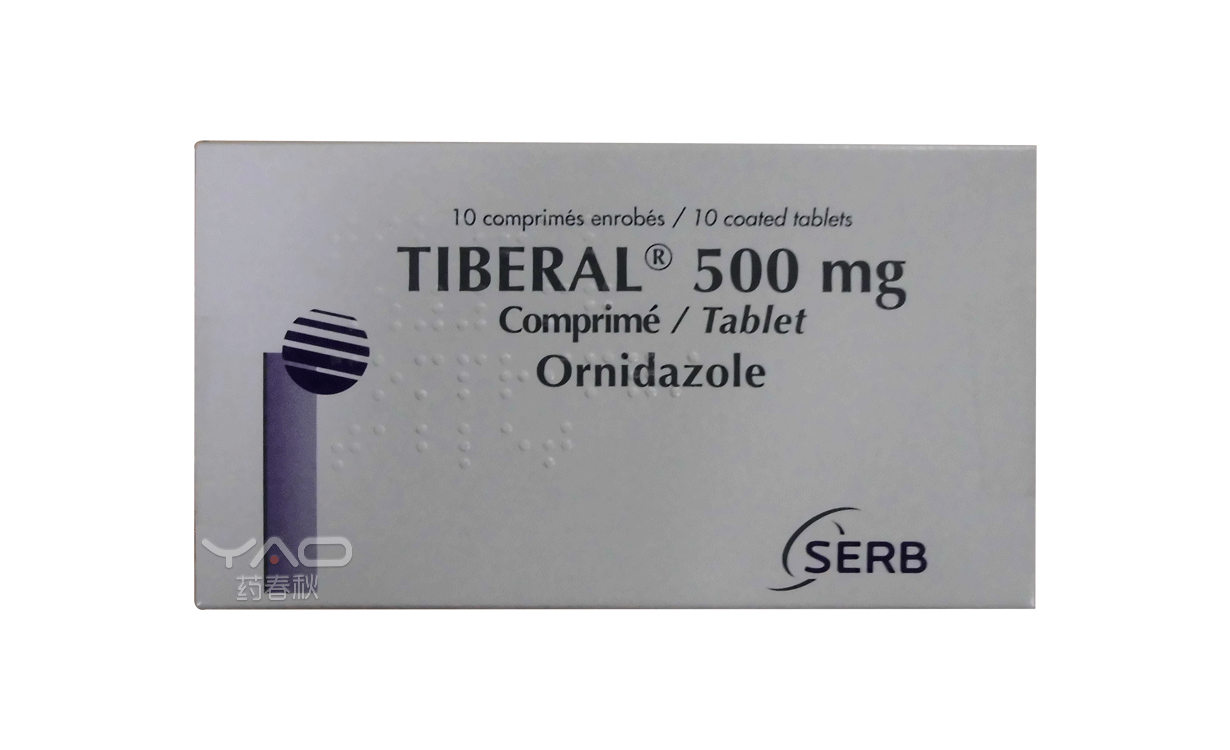 10 comprimés enrobés / 10 coated tablets
TIBERAL® 500 mg
Comprimé / Tablet
Ornidazole
SERB
YAO
药春秋